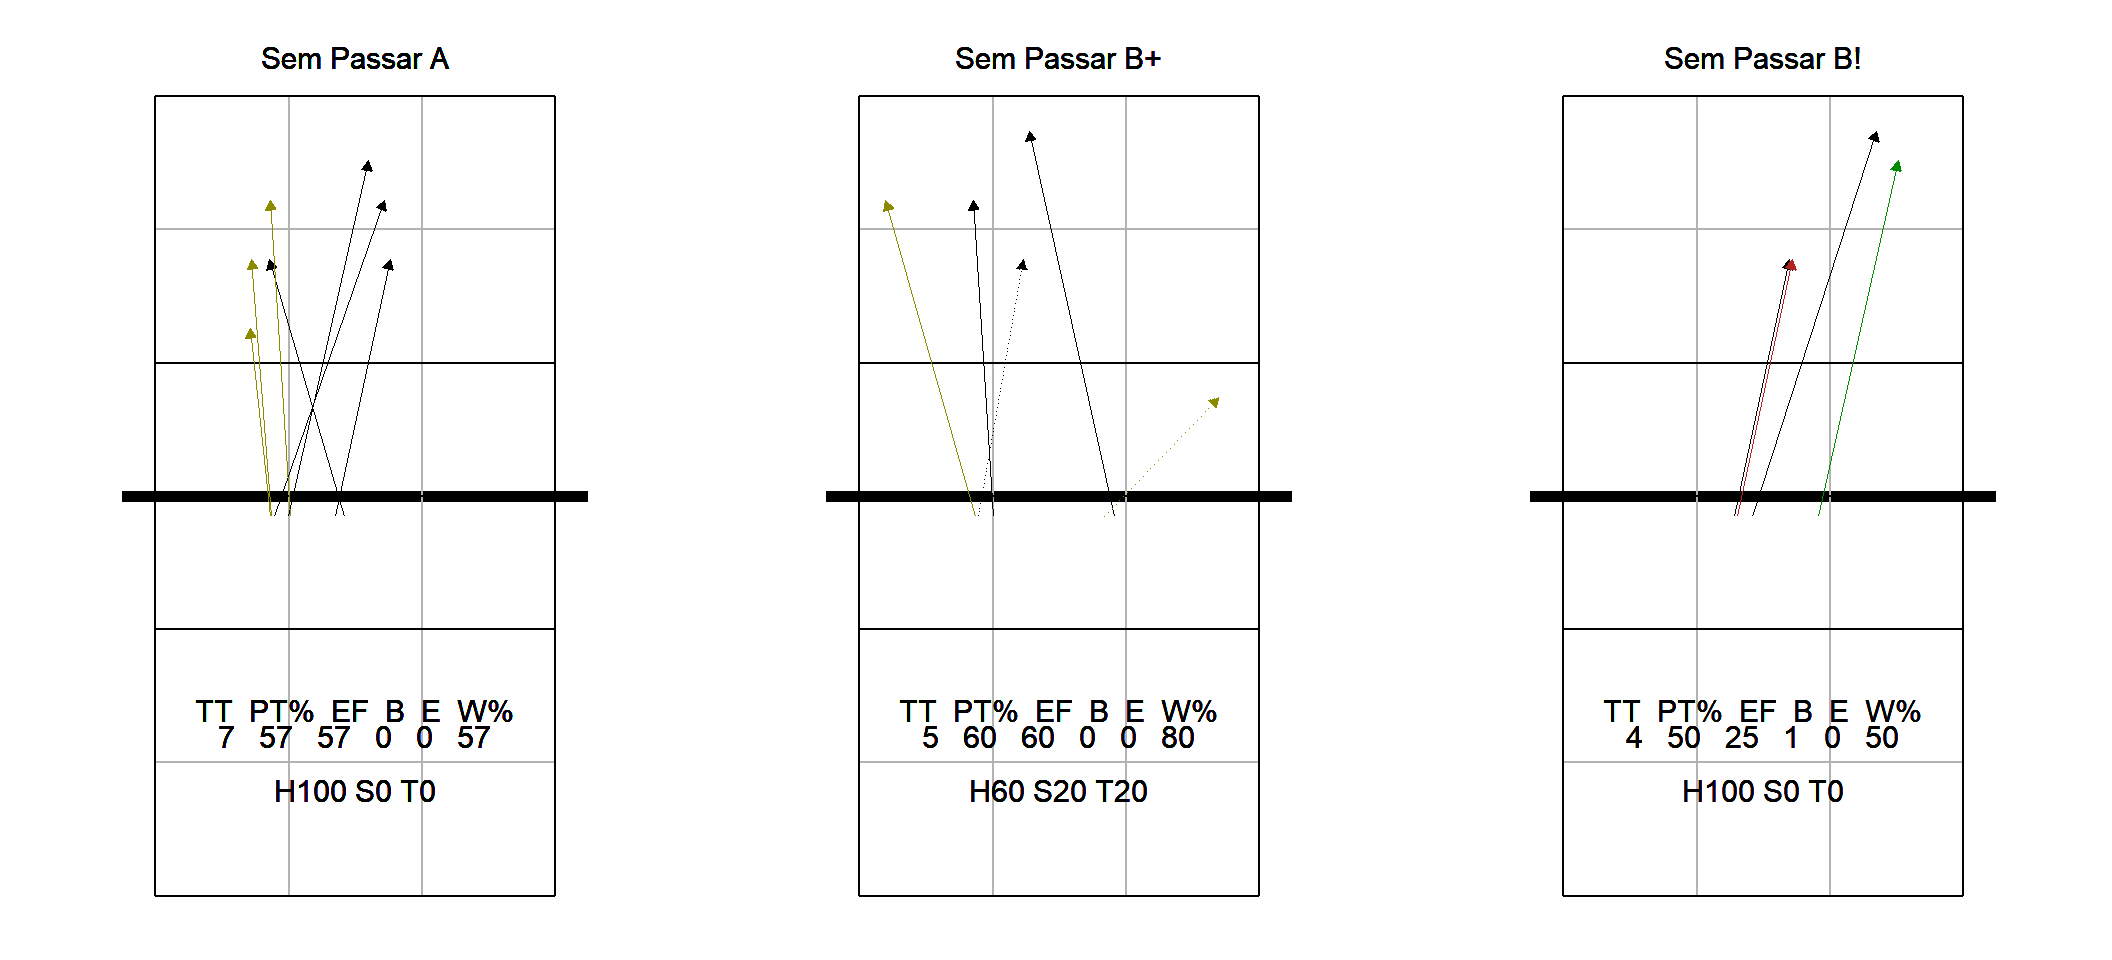 Sem Passar A
TT PT% EF B E W%
7 57 57 0 0 57
H100 S0 T0
Sem Passar B+
TT PT% EF B E W%
5 60 60 0 0 80
H60 S20 T20
Sem Passar B!
TT PT% EF B E W%
4 50 25 1 0 50
H100 S0 T0